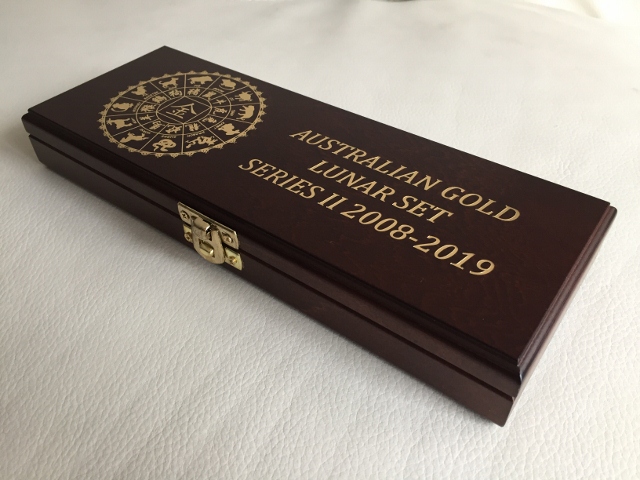 AUSTRALIAN GOLD
LUNAR SET
SERIES II 2008-2019